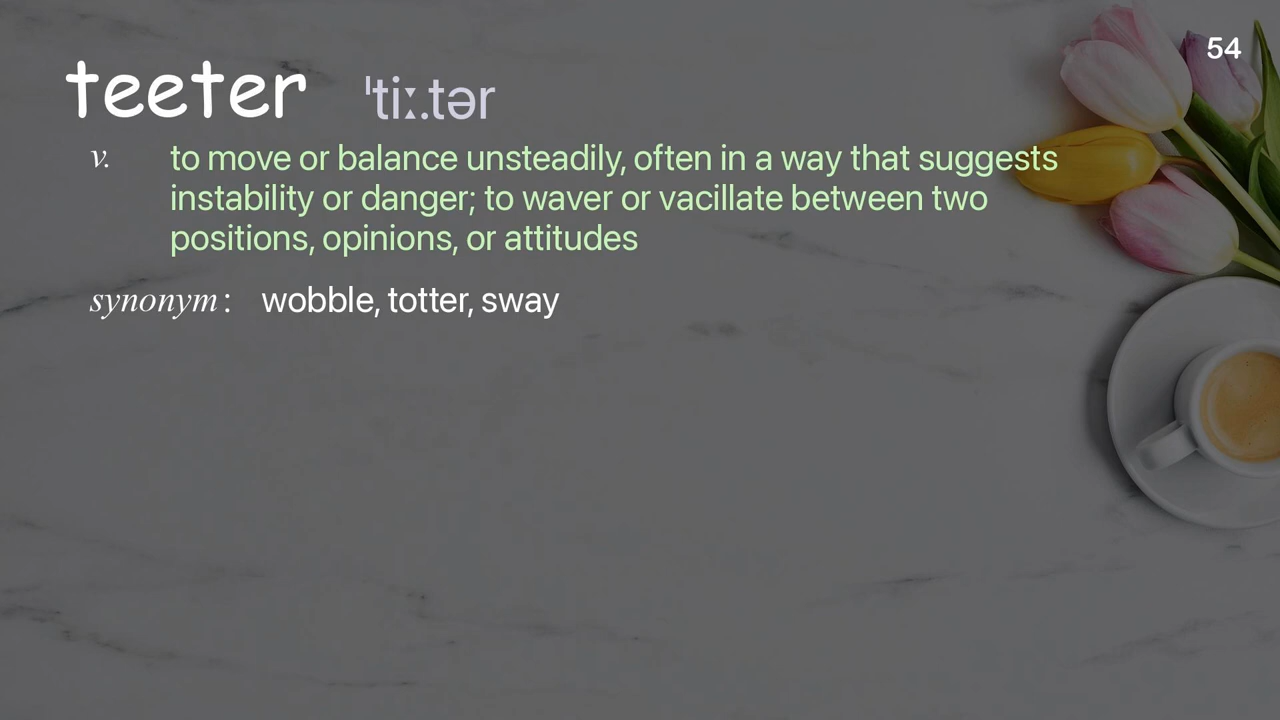 54
teeter ˈtiː.tər
v. to move or balance unsteadily, often in a way that suggests
instability or danger; to waver or vacillate between two
positions, opinions, or attitudes
synonym: wobble, totter, sway